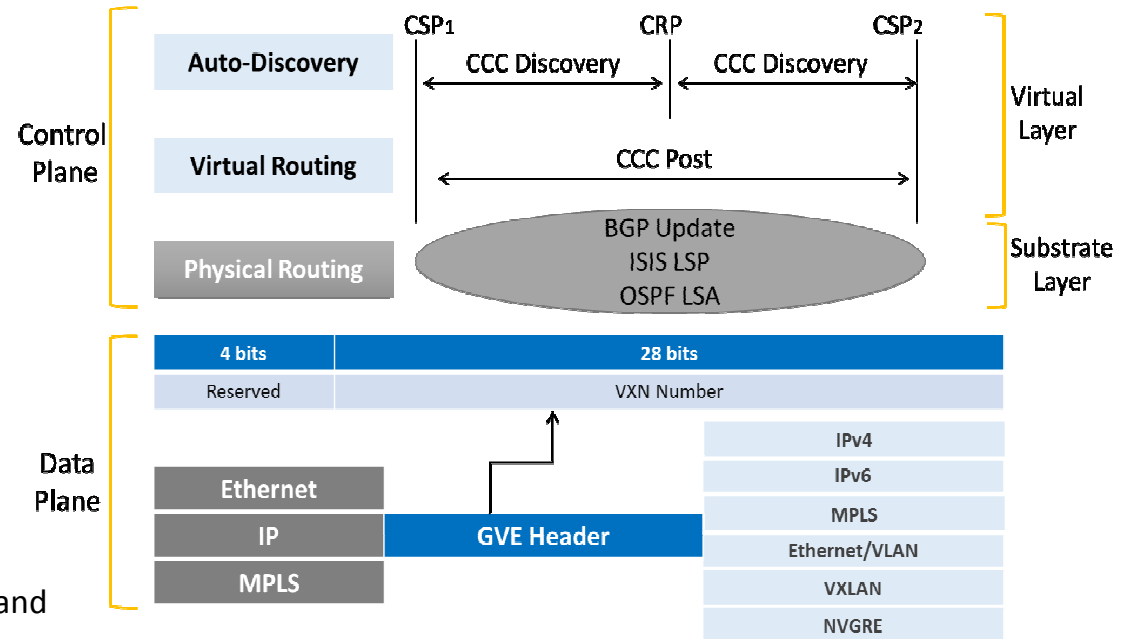 CSP1 CRP CSP2
Auto-Discovery
CCC Discovery CCC Discovery
Virtual
Layer
Control
Plane
Virtual Routing
CCC Post
BGP Update
Physical Routing
ISIS LSP
OSPF LSA
Substrate
Layer
4 bits 28 bits
Reserved VXN Number
Data
Plane
Ethernet
IP
MPLS
GVE Header
IPv4
IPv6
MPLS
Ethernet/VLAN
VXLAN
NVGRE
and